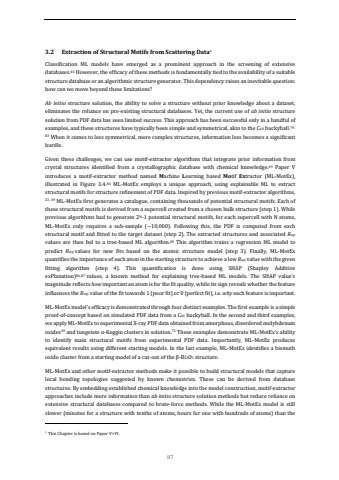 3.2 Extraction of Structural Motifs from Scattering Data
Classification ML models have emerged as a prominent approach in the screening of extensive
databases. However, the efficacy of these methods is fundamentally tied to the availability of a suitable
structure database or an algorithmic structure generator. This dependency raises an inevitable question:
how can we move beyond these limitations?
Ab initio structure solution, the ability to solve a structure without prior knowledge about a dataset,
eliminates the reliance on pre-existing structural databases. Yet, the current use of ab initio structure
solution from PDF data has seen limited success. This approach has been successful only in a handful of
examples, and these structures have typically been simple and symmetrical, akin to the C60 buckyball.
When it comes to less symmetrical, more complex structures, information loss becomes a significant
hurdle.
Given these challenges, we can use motif-extractor algorithms that integrate prior information from
crystal structures identified from a crystallographic database with chemical knowledge. Paper V
introduces a motif-extractor method named Machine Learning based Motif Extractor (ML-MotEx),
illustrated in Figure 3.4. ML-MotEx employs a unique approach, using explainable ML to extract
structural motifs for structure refinement of PDF data. Inspired by previous motif-extractor algorithms,
ML-MotEx first generates a catalogue, containing thousands of potential structural motifs. Each of
these structural motifs is derived from a supercell created from a chosen bulk structure (step 1). While
previous algorithms had to generate 2ᴺ-1 potential structural motifs, for each supercell with N atoms,
ML-MotEx only requires a sub-sample (~10,000). Following this, the PDF is computed from each
structural motif and fitted to the target dataset (step 2). The extracted structures and associated Rwp
values are then fed to a tree-based ML algorithm. This algorithm trains a regression ML model to
predict Rwp values for new fits based on the atomic structure model (step 3). Finally, ML-MotEx
quantifies the importance of each atom in the starting structure to achieve a low Rwp value with the given
fitting algorithm (step 4). This quantification is done using SHAP (Shapley Additive
exPlanation) values, a known method for explaining tree-based ML models. The SHAP value's
magnitude reflects how important an atom is for the fit quality, while its sign reveals whether the feature
influences the Rwp value of the fit towards 1 (poor fit) or 0 (perfect fit), i.e. why each feature is important.
ML-MotEx model's efficacy is demonstrated through four distinct examples. The first example is a simple
proof-of-concept based on simulated PDF data from a C60 buckyball. In the second and third examples,
we apply ML-MotEx to experimental X-ray PDF data obtained from amorphous, disordered molybdenum
oxides and tungstate α-Keggin clusters in solution. These examples demonstrate ML-MotEx's ability
to identify main structural motifs from experimental PDF data. Importantly, ML-MotEx produces
equivalent results using different starting models. In the last example, ML-MotEx identifies a bismuth
oxido cluster from a starting model of a cut-out of the β-Bi2O3 structure.
ML-MotEx and other motif-extractor methods make it possible to build structural models that capture
local bonding topologies suggested by known chemistries. These can be derived from database
structures. By embedding established chemical knowledge into the model construction, motif-extractor
approaches include more information than ab initio structure solution methods but reduce reliance on
extensive structural databases compared to brute-force methods. While the ML-MotEx model is still
slower (minutes for a structure with tenths of atoms, hours for one with hundreds of atoms) than the
This Chapter is based on Paper V-VI.
87